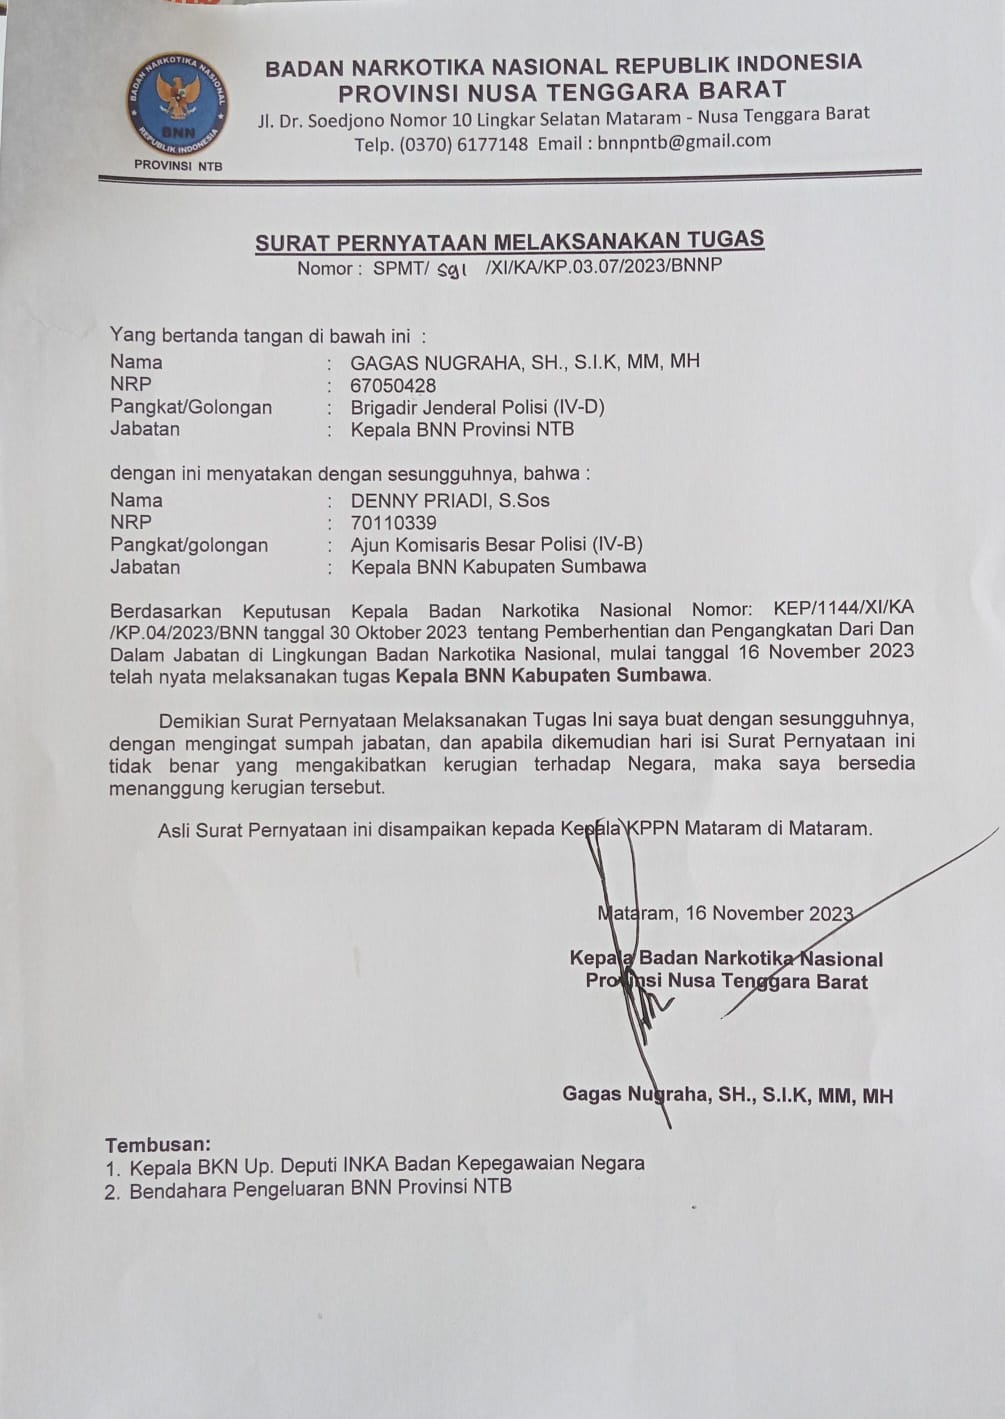 BADAN NARKOTIKA NASIONAL
REPUBLIK INDONESIA
BNN
PROVINSI NTB
BADAN NARKOTIKA NASIONAL REPUBLIK INDONESIA
PROVINSI NUSA TENGGARA BARAT
Jl. Dr. Soedjono Nomor 10 Lingkar Selatan Mataram - Nusa Tenggara Barat
Telp. (0370) 6177148 Email : bnnpntb@gmail.com
SURAT PERNYATAAN MELAKSANAKAN TUGAS
Nomor : SPMT/ 591 /XI/KA/KP.03.07/2023/BNNP
Yang bertanda tangan di bawah ini :
Nama : GAGAS NUGRAHA, SH., S.I.K, MM, MH
NRP : 67050428
Pangkat/Golongan : Brigadir Jenderal Polisi (IV-D)
Jabatan : Kepala BNN Provinsi NTB
dengan ini menyatakan dengan sesungguhnya, bahwa :
Nama : DENNY PRIADI, S.Sos
NRP : 70110339
Pangkat/golongan : Ajun Komisaris Besar Polisi (IV-B)
Jabatan : Kepala BNN Kabupaten Sumbawa
Berdasarkan Keputusan Kepala Badan Narkotika Nasional Nomor: KEP/1144/XI/KA
/KP.04/2023/BNN tanggal 30 Oktober 2023 tentang Pemberhentian dan Pengangkatan Dari Dan
Dalam Jabatan di Lingkungan Badan Narkotika Nasional, mulai tanggal 16 November 2023
telah nyata melaksanakan tugas Kepala BNN Kabupaten Sumbawa.
Demikian Surat Pernyataan Melaksanakan Tugas Ini saya buat dengan sesungguhnya,
dengan mengingat sumpah jabatan, dan apabila dikemudian hari isi Surat Pernyataan ini
tidak benar yang mengakibatkan kerugian terhadap Negara, maka saya bersedia
menanggung kerugian tersebut.
Asli Surat Pernyataan ini disampaikan kepada Kepala KPPN Mataram di Mataram.
Mataram, 16 November 2023
Kepala Badan Narkotika Nasional
Provinsi Nusa Tenggara Barat
Gagas Nugraha, SH., S.I.K, MM, MH
Tembusan:
1. Kepala BKN Up. Deputi INKA Badan Kepegawaian Negara
2. Bendahara Pengeluaran BNN Provinsi NTB